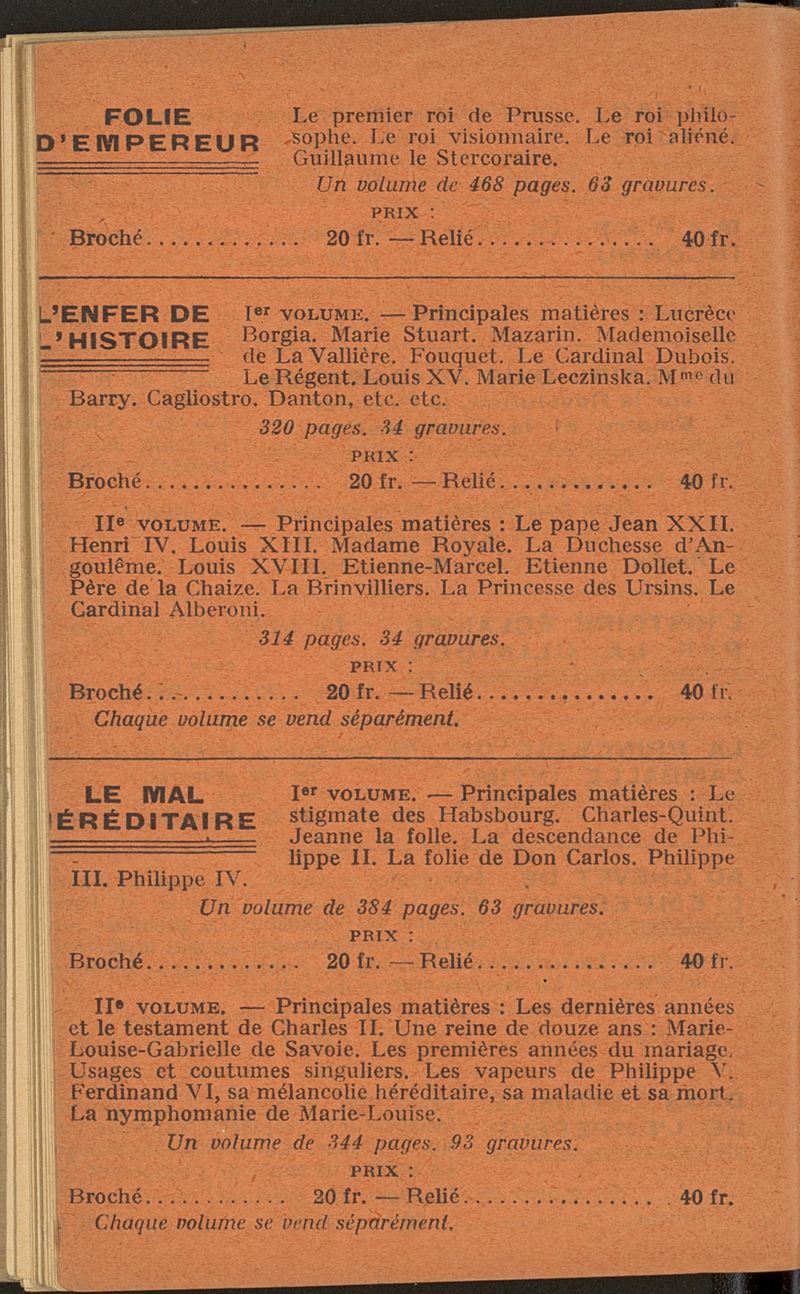 FOLIE
D'EMPEREUR
Le premier roi de Prusse. Le roi philo-
sophe. Le roi visionnaire. Le roi aliéné.
Guillaume le Stercoraire.
Un volume de 468 pages. 63 gravures.
PRIX :
Broché............. 20 fr. — Relié............... 40 fr.
L'ENFER DE
L'HISTOIRE
Ier VOLUME. — Principales matières : Lucrèce
Borgia. Marie Stuart. Mazarin. Mademoiselle
de La Vallière. Fouquet. Le Cardinal Dubois.
Le Régent. Louis XV. Marie Leczinska. Mme du
Barry. Cagliostro. Danton, etc. etc.
320 pages. 34 gravures.
PRIX :
Broché............... 20 fr. — Relié............. 40 fr.
IIe VOLUME. — Principales matières : Le pape Jean XXII.
Henri IV. Louis XIII. Madame Royale. La Duchesse d'An-
goulême. Louis XVIII. Etienne-Marcel. Etienne Dollet. Le
Père de la Chaize. La Brinvilliers. La Princesse des Ursins. Le
Cardinal Alberoni.
314 pages. 34 gravures.
PRIX :
Broché............. 20 fr. — Relié............... 40 fr.
Chaque volume se vend séparément.
LE MAL
HÉRÉDITAIRE
Ier VOLUME. — Principales matières : Le
stigmate des Habsbourg. Charles-Quint.
Jeanne la folle. La descendance de Phi-
lippe II. La folie de Don Carlos. Philippe
III. Philippe IV.
Un volume de 384 pages. 63 gravures.
PRIX :
Broché............. 20 fr. — Relié............... 40 fr.
IIe VOLUME. — Principales matières : Les dernières années
et le testament de Charles II. Une reine de douze ans : Marie-
Louise-Gabrielle de Savoie. Les premières années du mariage.
Usages et coutumes singuliers. Les vapeurs de Philippe V.
Ferdinand VI, sa mélancolie héréditaire, sa maladie et sa mort.
La nymphomanie de Marie-Louise.
Un volume de 344 pages. 93 gravures.
PRIX :
Broché............ 20 fr. — Relié................ 40 fr.
Chaque volume se vend séparément.